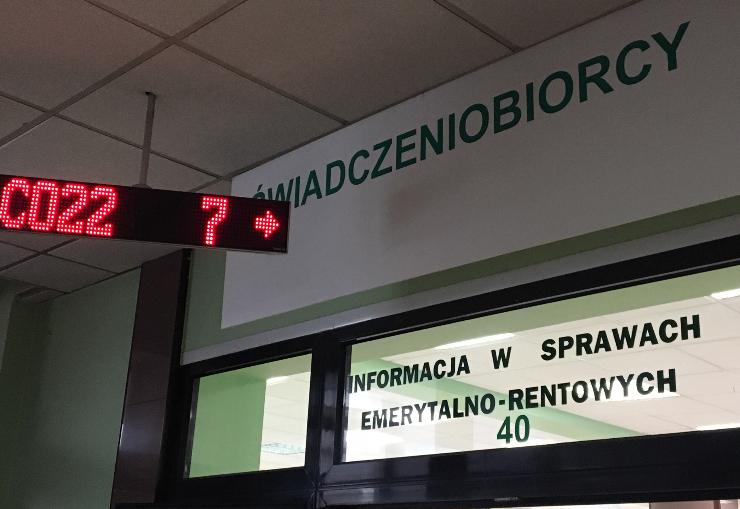 ŚWIADCZENIOBIORCY
C022 7 →
INFORMACJA W SPRAWACH
EMERYTALNO-RENTOWYCH
40